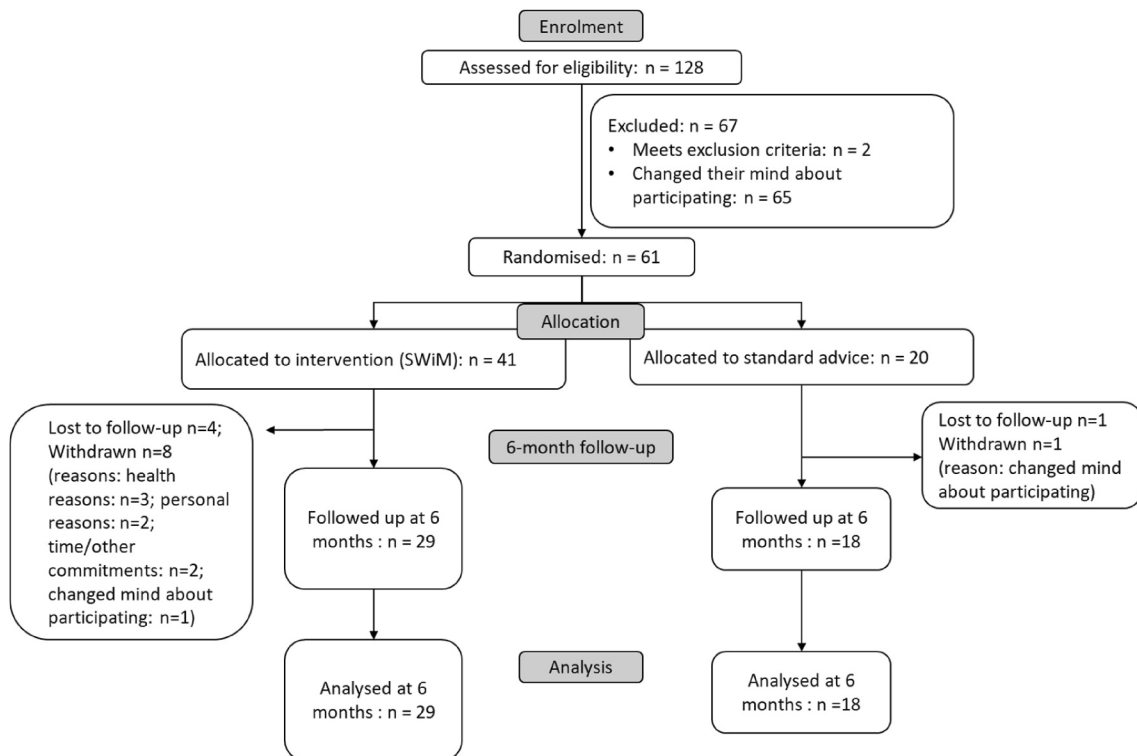 Enrolment
Assessed for eligibility: n = 128
Excluded: n = 67
• Meets exclusion criteria: n = 2
• Changed their mind about
participating: n = 65
Randomised: n = 61
Allocation
Allocated to intervention (SWiM): n = 41
Allocated to standard advice: n = 20
Lost to follow-up n=4;
Withdrawn n=8
(reasons: health
reasons: n=3; personal
reasons: n=2;
time/other
commitments: n=2;
changed mind about
participating: n=1)
6-month follow-up
Lost to follow-up n=1
Withdrawn n=1
(reason: changed mind
about participating)
Followed up at 6
months : n = 29
Followed up at 6
months : n =18
Analysis
Analysed at 6
months : n = 29
Analysed at 6
months : n =18